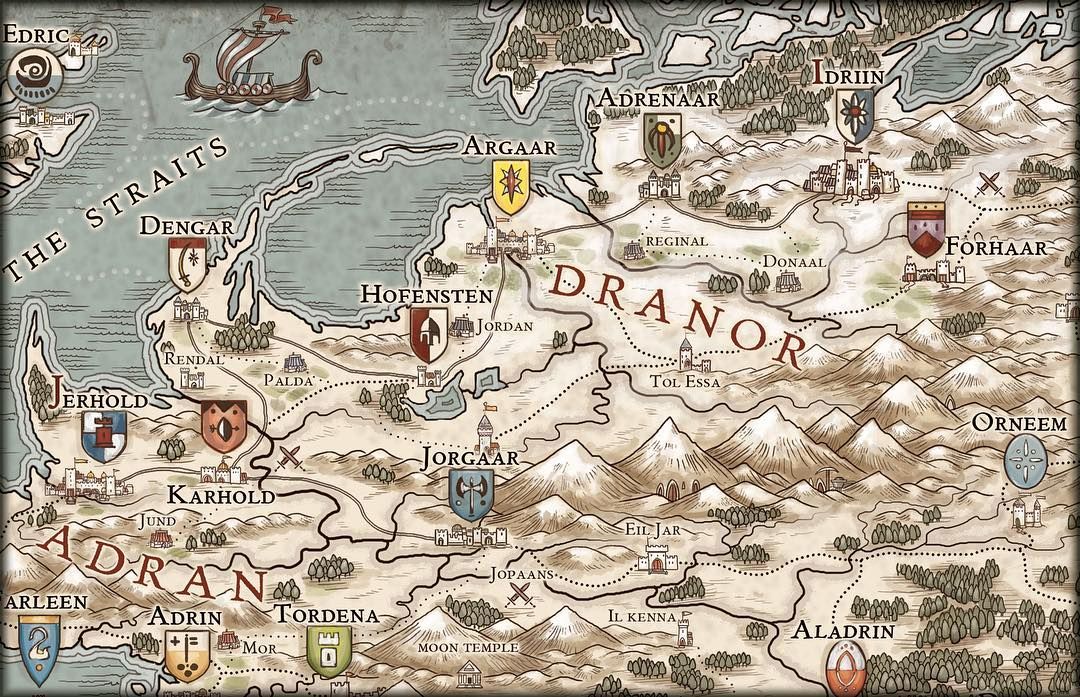 EDRIC
IDRIIN
ADRENAAR
ARGAAR
THE STRAITS
DENGAR
REGINAL
FORHAAR
DONAAL
DRANOR
HOFENSTEN
JORDAN
RENDAL
PALDA
TOL ESSA
JERHOLD
ORNEEM
JORGAAR
KARHOLD
JUND
EIL JAR
ADRAN
JOPAANS
ARLEEN
ADRIN
TORDENA
IL KENNA
ALADRIN
MOR
MOON TEMPLE